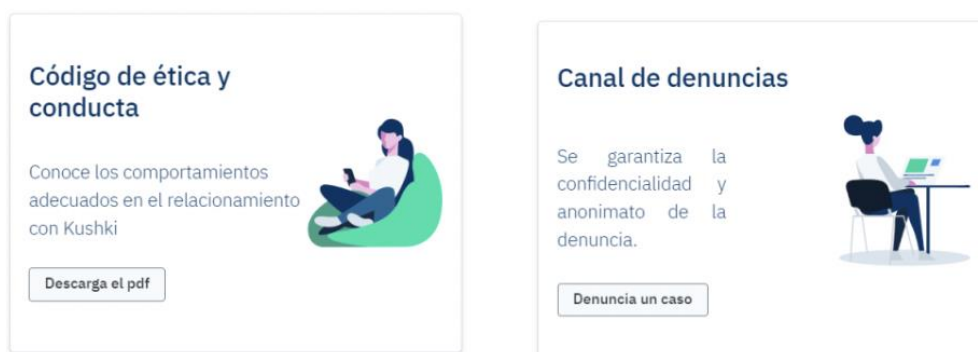 Código de ética y
conducta
Conoce los comportamientos
adecuados en el relacionamiento
con Kushki
Descarga el pdf
Canal de denuncias
Se garantiza la
confidencialidad y
anonimato de la
denuncia.
Denuncia un caso